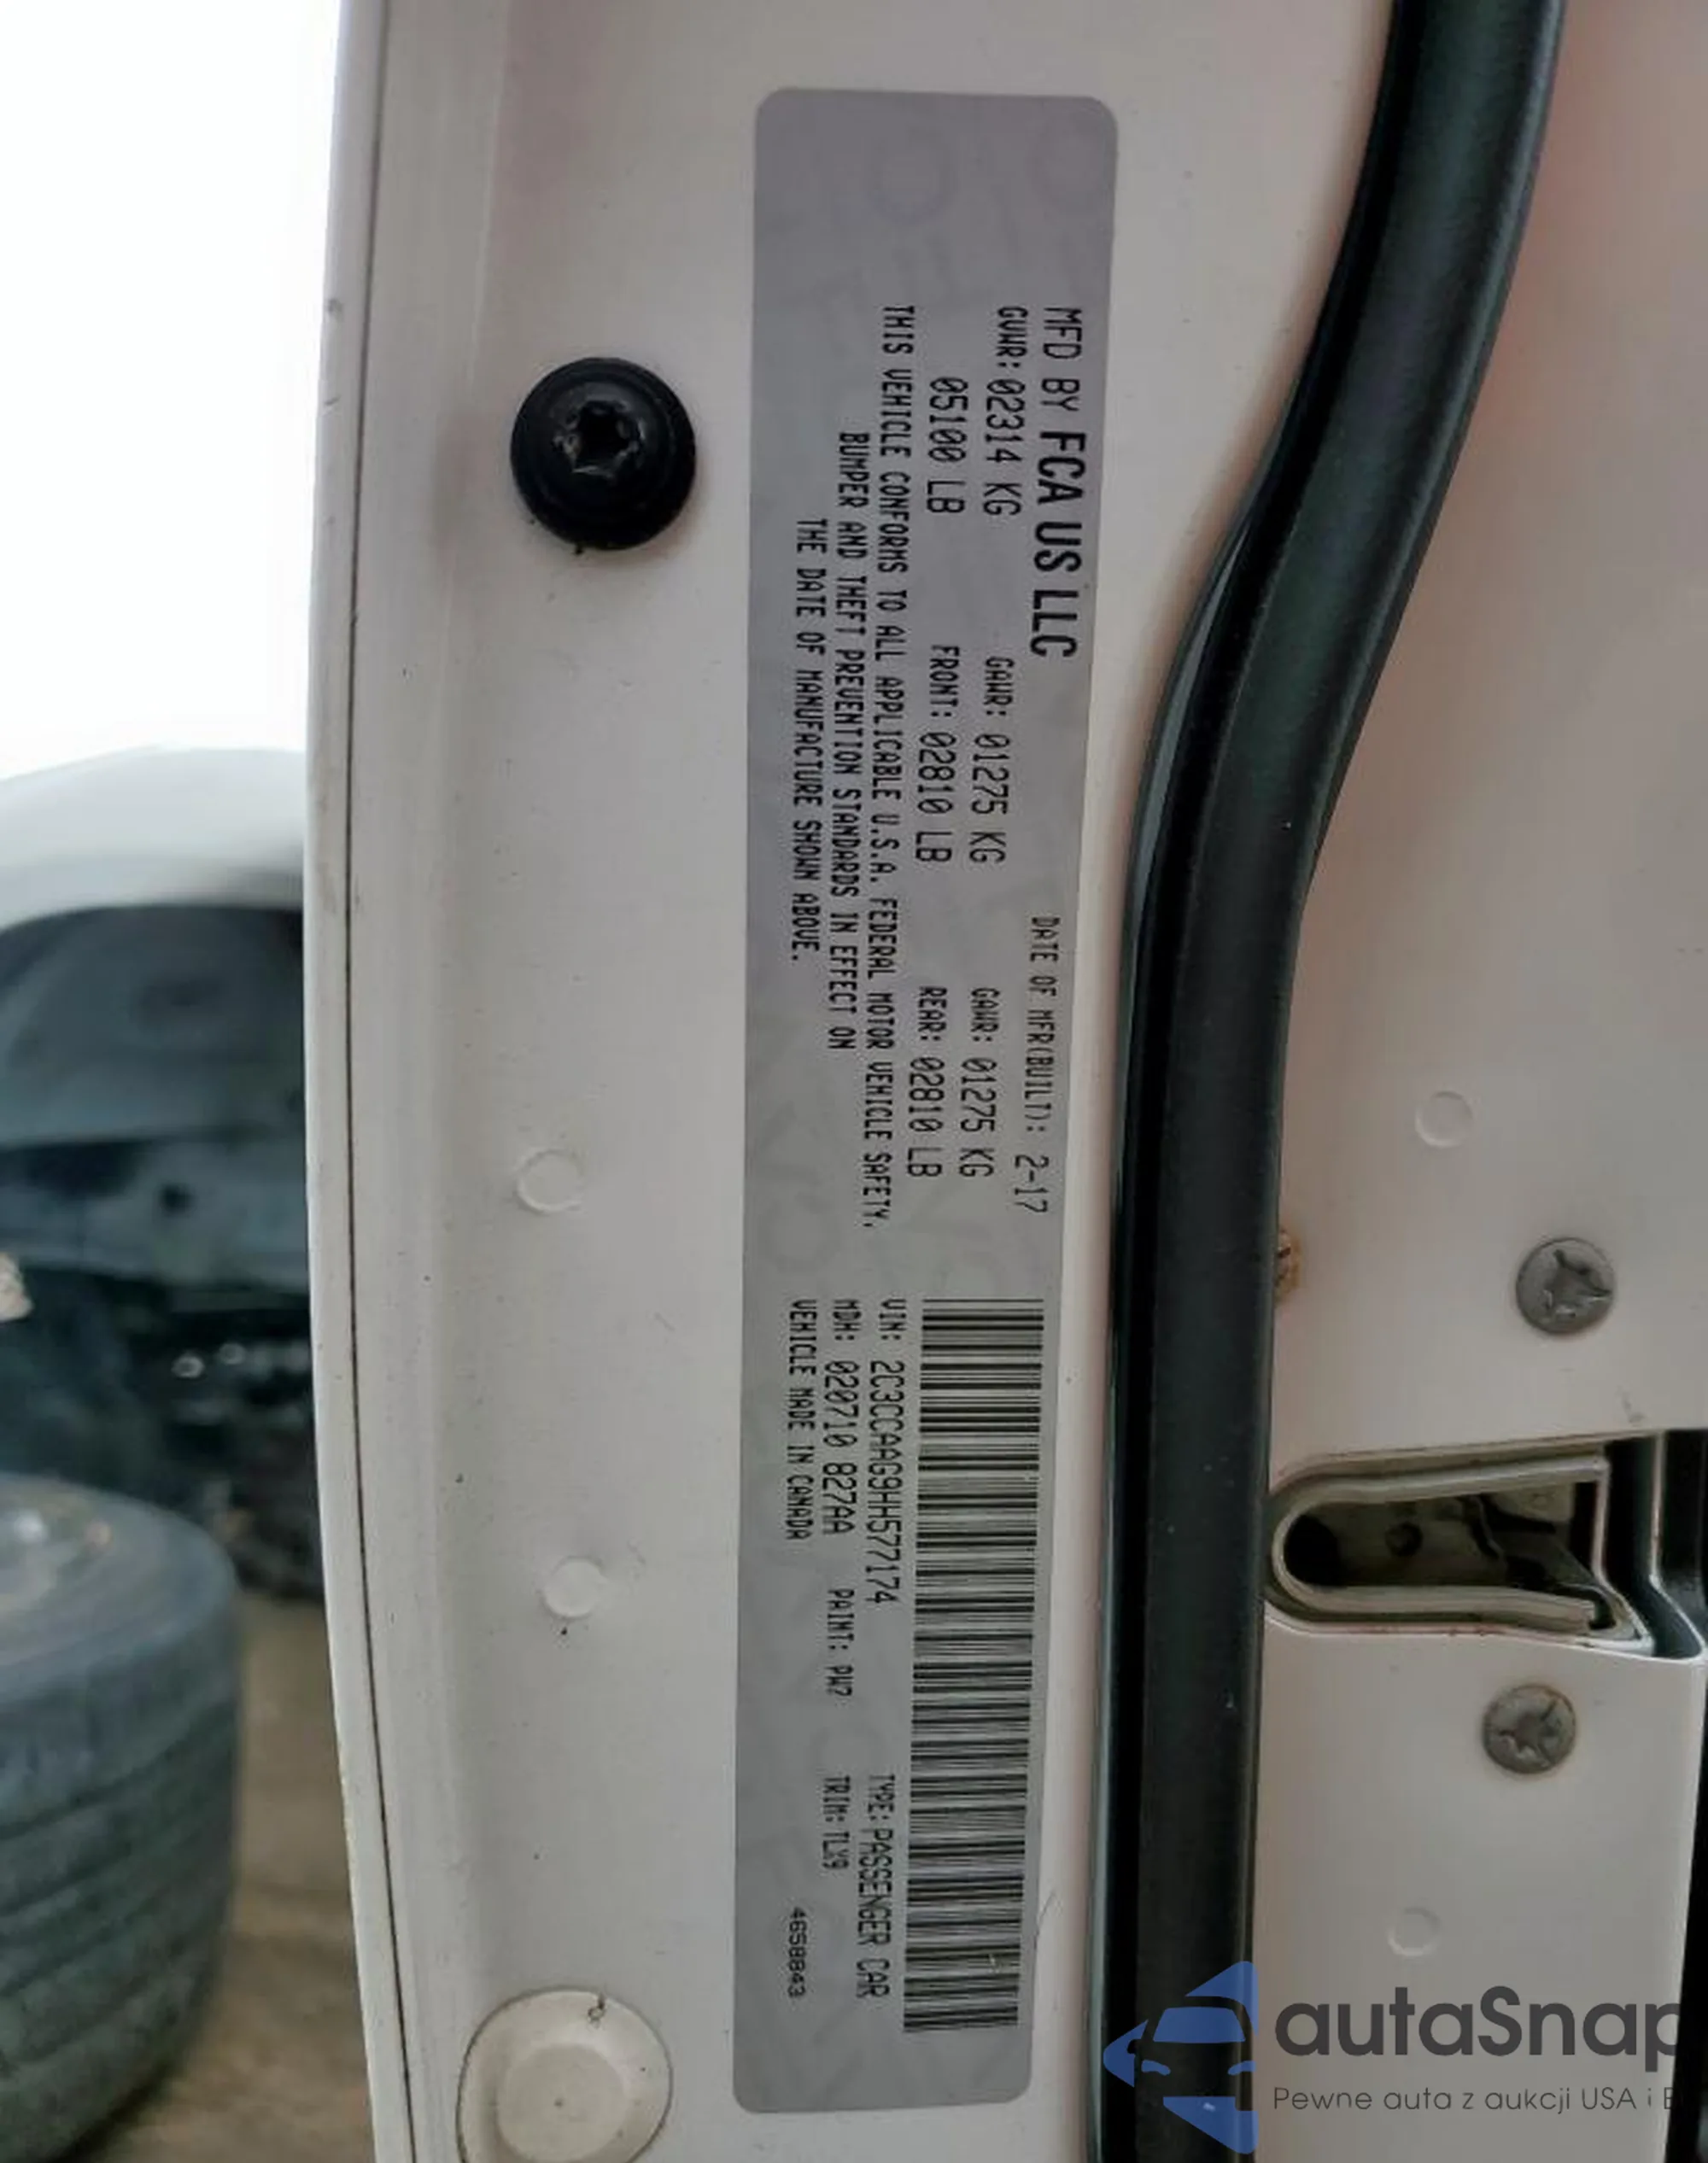 MFD BY FCA US LLC
DATE OF MFR(BUILT): 2-17
GVWR: 02314 KG
GAWR: 01275 KG
GAWR: 01275 KG
05100 LB
FRONT: 02810 LB
REAR: 02810 LB
THIS VEHICLE CONFORMS TO ALL APPLICABLE U.S.A. FEDERAL MOTOR VEHICLE SAFETY,
BUMPER AND THEFT PREVENTION STANDARDS IN EFFECT ON
THE DATE OF MANUFACTURE SHOWN ABOVE.
VIN: 2C3CCAAG9HH577174
TYPE: PASSENGER CAR
MDH: 020710 827AA
PAINT: PW7
TRIM: TLX9
VEHICLE MADE IN CANADA
4658843
autaSnap
Pewne auta z aukcji USA i E